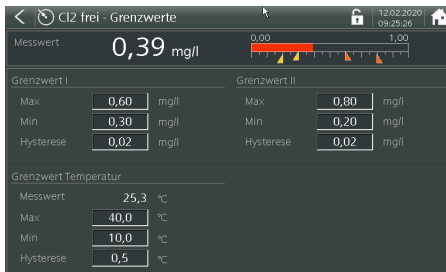 Cl2 frei - Grenzwerte
12.02.2020
09:25:26
Messwert 0,39 mg/l
0,00 1,00
Grenzwert I
Max 0,60 mg/l
Min 0,30 mg/l
Hysterese 0,02 mg/l
Grenzwert II
Max 0,80 mg/l
Min 0,20 mg/l
Hysterese 0,02 mg/l
Grenzwert Temperatur
Messwert 25,3 °C
Max 40,0 °C
Min 10,0 °C
Hysterese 0,5 °C